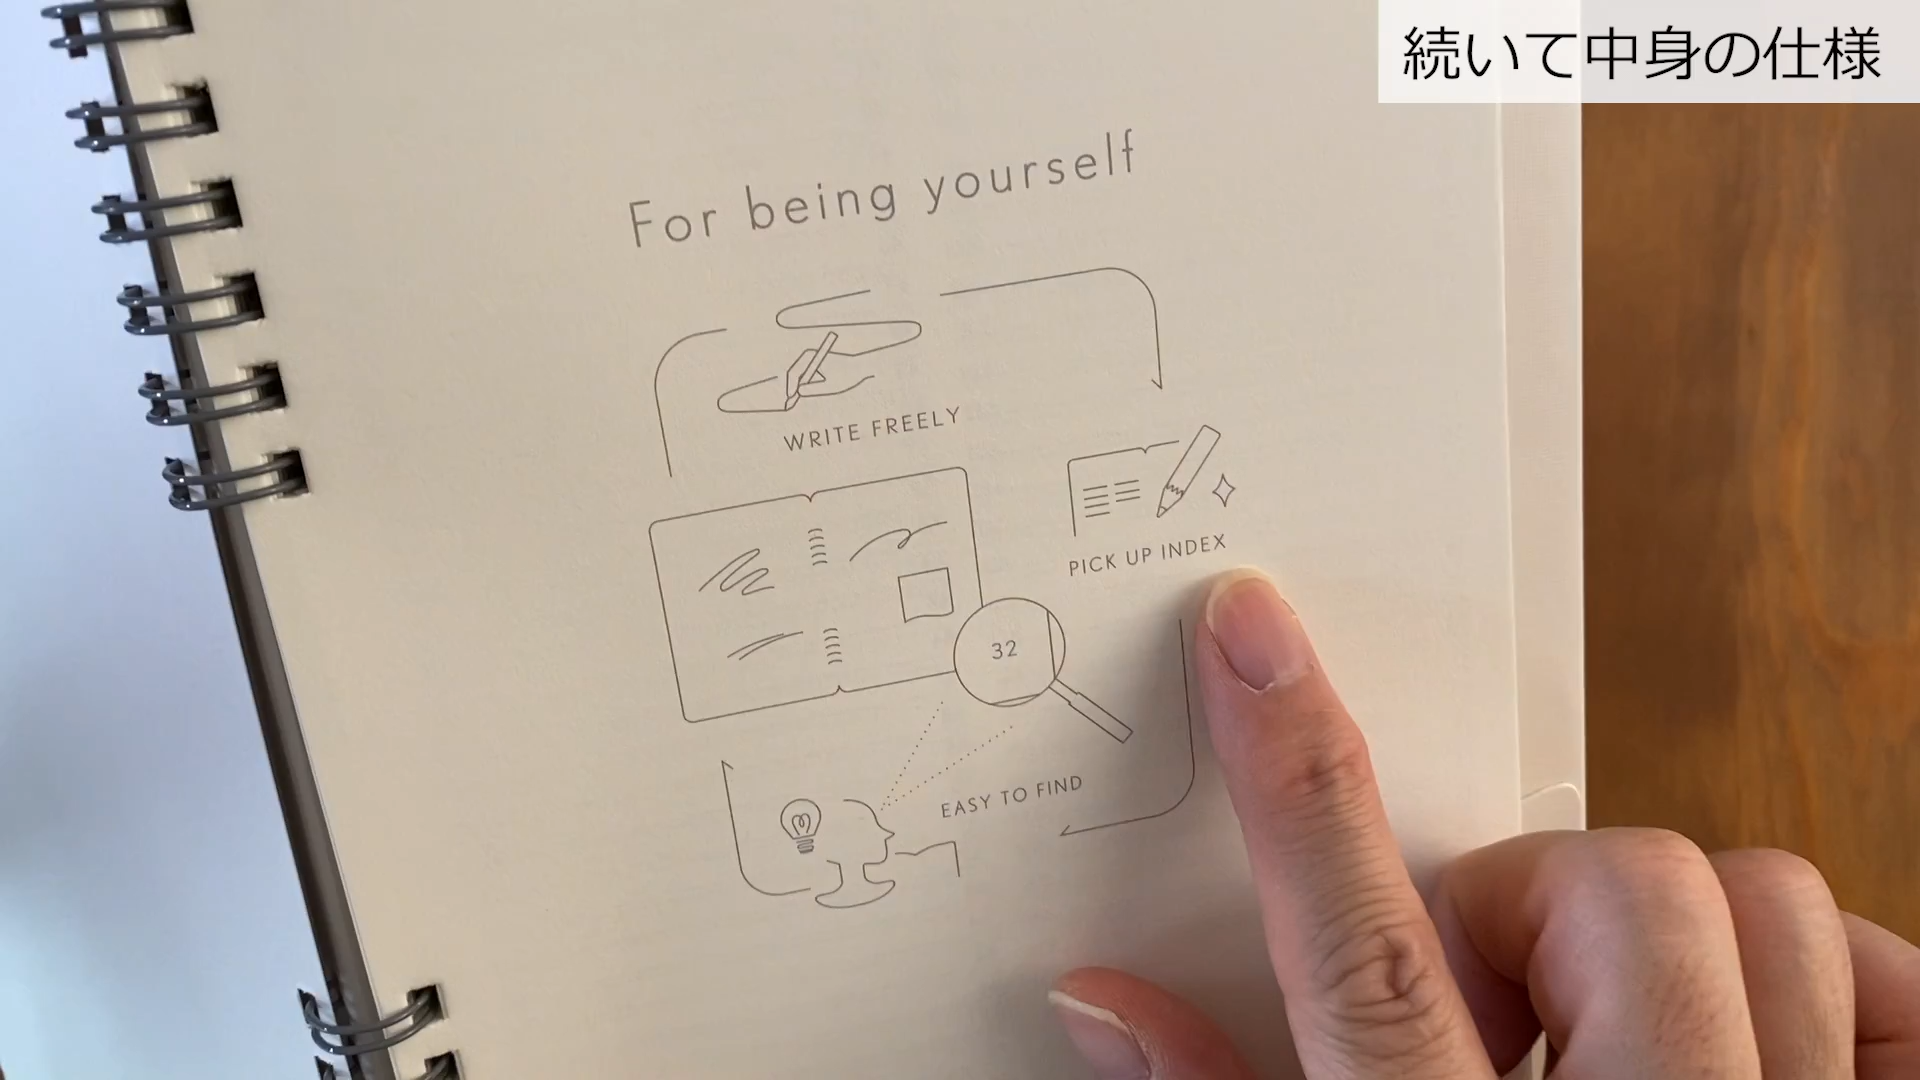 続いて中身の仕様
For being yourself
WRITE FREELY
PICK UP INDEX
32
EASY TO FIND